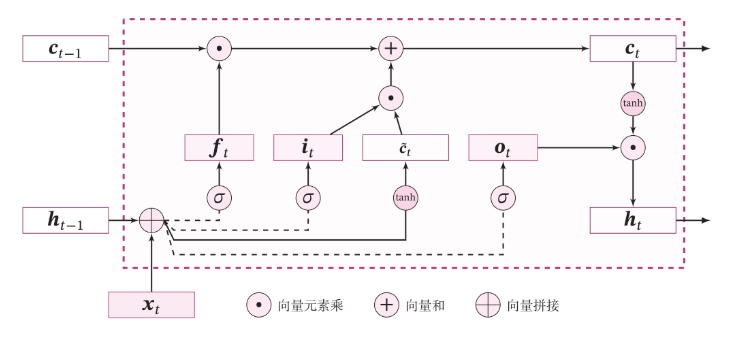 c_{t−1} ⊙ + c_t
tanh
⊙
f_t i_t c̃_t o_t ⊙
σ σ tanh σ
h_{t−1} ⊕ h_t
x_t ⊙ 向量元素乘 + 向量和 ⊕ 向量拼接